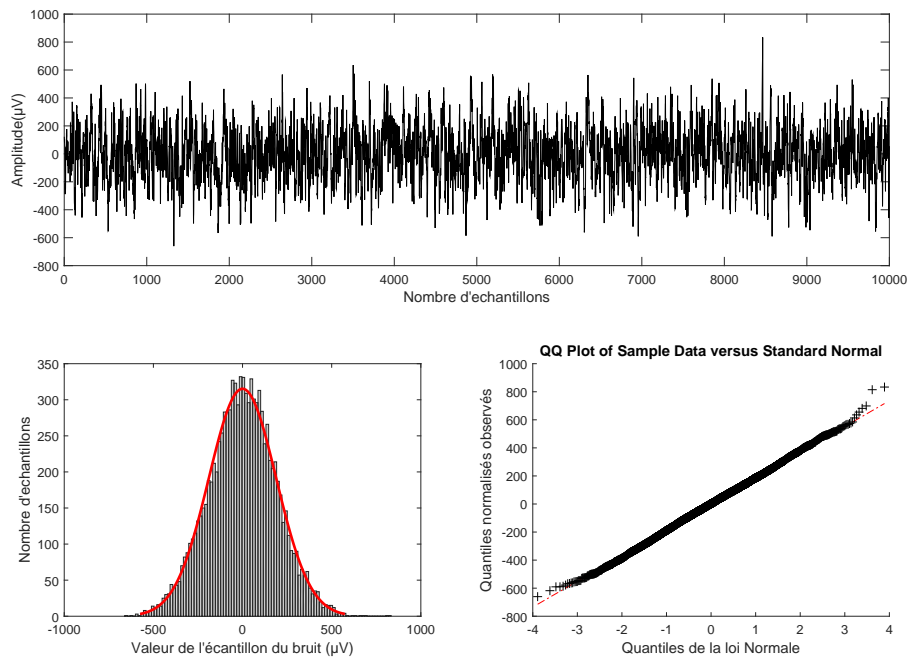 1000
800
600
400
200
0
-200
-400
-600
-800
Amplitude(µV)
0 1000 2000 3000 4000 5000 6000 7000 8000 9000 10000
Nombre d'echantillons
350
300
250
200
150
100
50
0
Nombre d'echantillons
-1000 -500 0 500 1000
Valeur de l'écantillon du bruit (µV)
QQ Plot of Sample Data versus Standard Normal
1000
800
600
400
200
0
-200
-400
-600
-800
Quantiles normalisés observés
-4 -3 -2 -1 0 1 2 3 4
Quantiles de la loi Normale